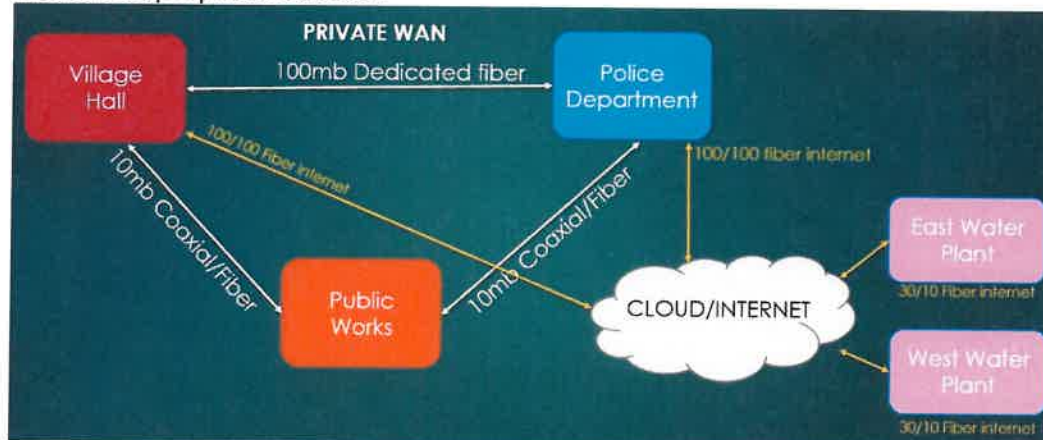 PRIVATE WAN
Village
Hall
100mb Dedicated fiber
Police
Department
100/100 Fiber internet
100/100 fiber internet
10mb Coaxial/Fiber
10mb Coaxial/Fiber
East Water
Plant
30/10 Fiber internet
Public
Works
CLOUD/INTERNET
West Water
Plant
30/10 Fiber internet